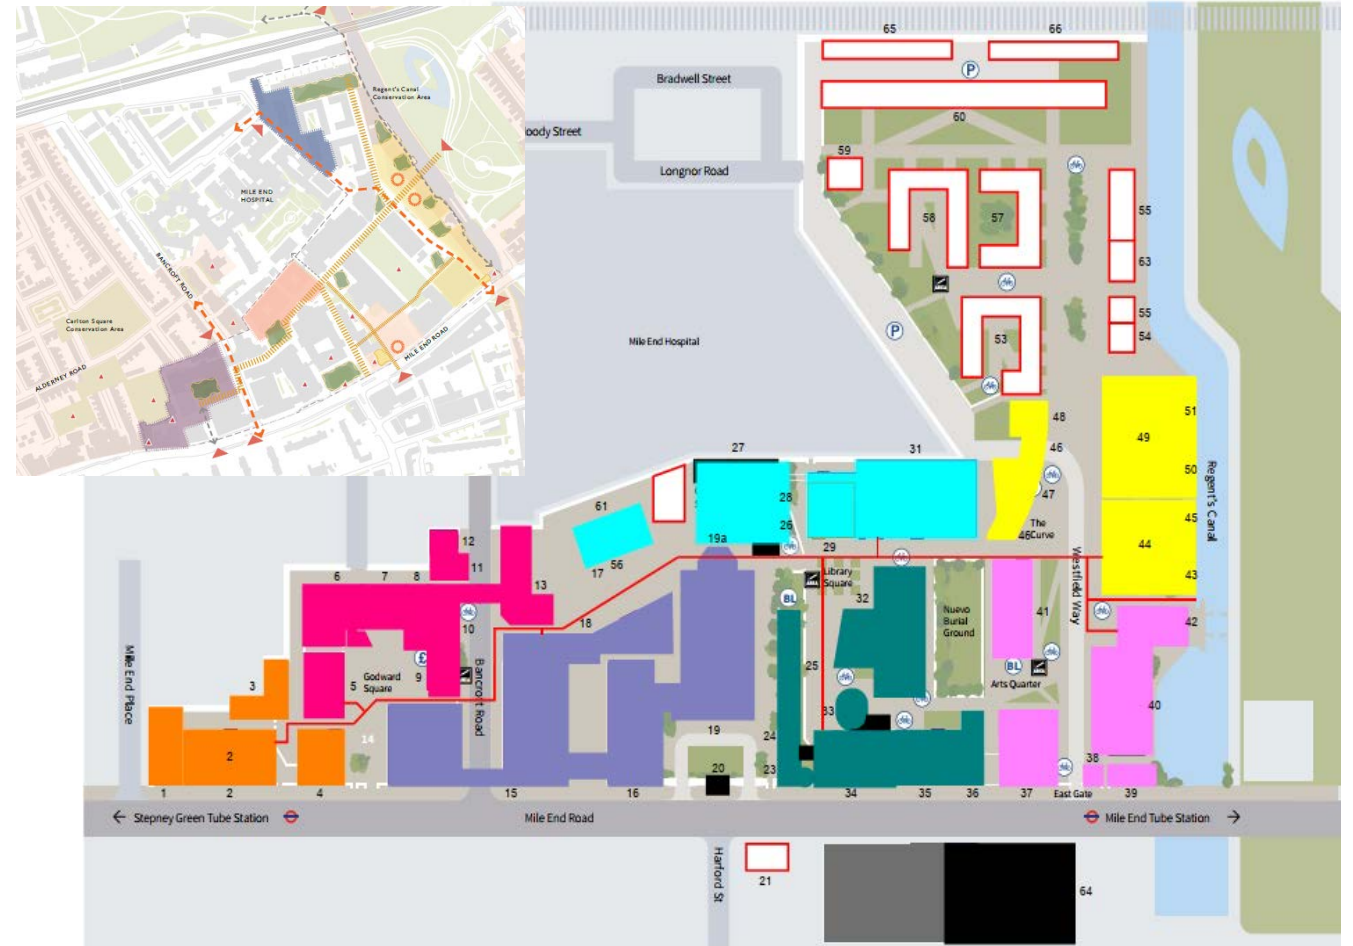 Regent's Canal
Conservation Area
MILE END
HOSPITAL
BANCROFT ROAD
Carlton Square
Conservation Area
ALDERNEY ROAD
MILE END ROAD
65
66
P
Bradwell Street
oody Street
Longnor Road
60
59
58
57
55
63
55
54
53
P
Mile End Hospital
48
46
47
51
49
50
45
44
43
Regent's Canal
27
31
28
26
19a
29
61
56
17
The
46Curve
Library
Square
BL
32
Nuevo
Burial
Ground
41
Westfield Way
42
12
11
6
7
8
13
10
18
£
9
Godward
Square
5
3
Bancroft Road
Mile End Place
25
33
BL
Arts Quarter
40
14
2
19
24
20
23
38
1
2
4
15
16
34
35
36
37
East Gate
39
← Stepney Green Tube Station
Mile End Road
Mile End Tube Station →
Harford St
21
64